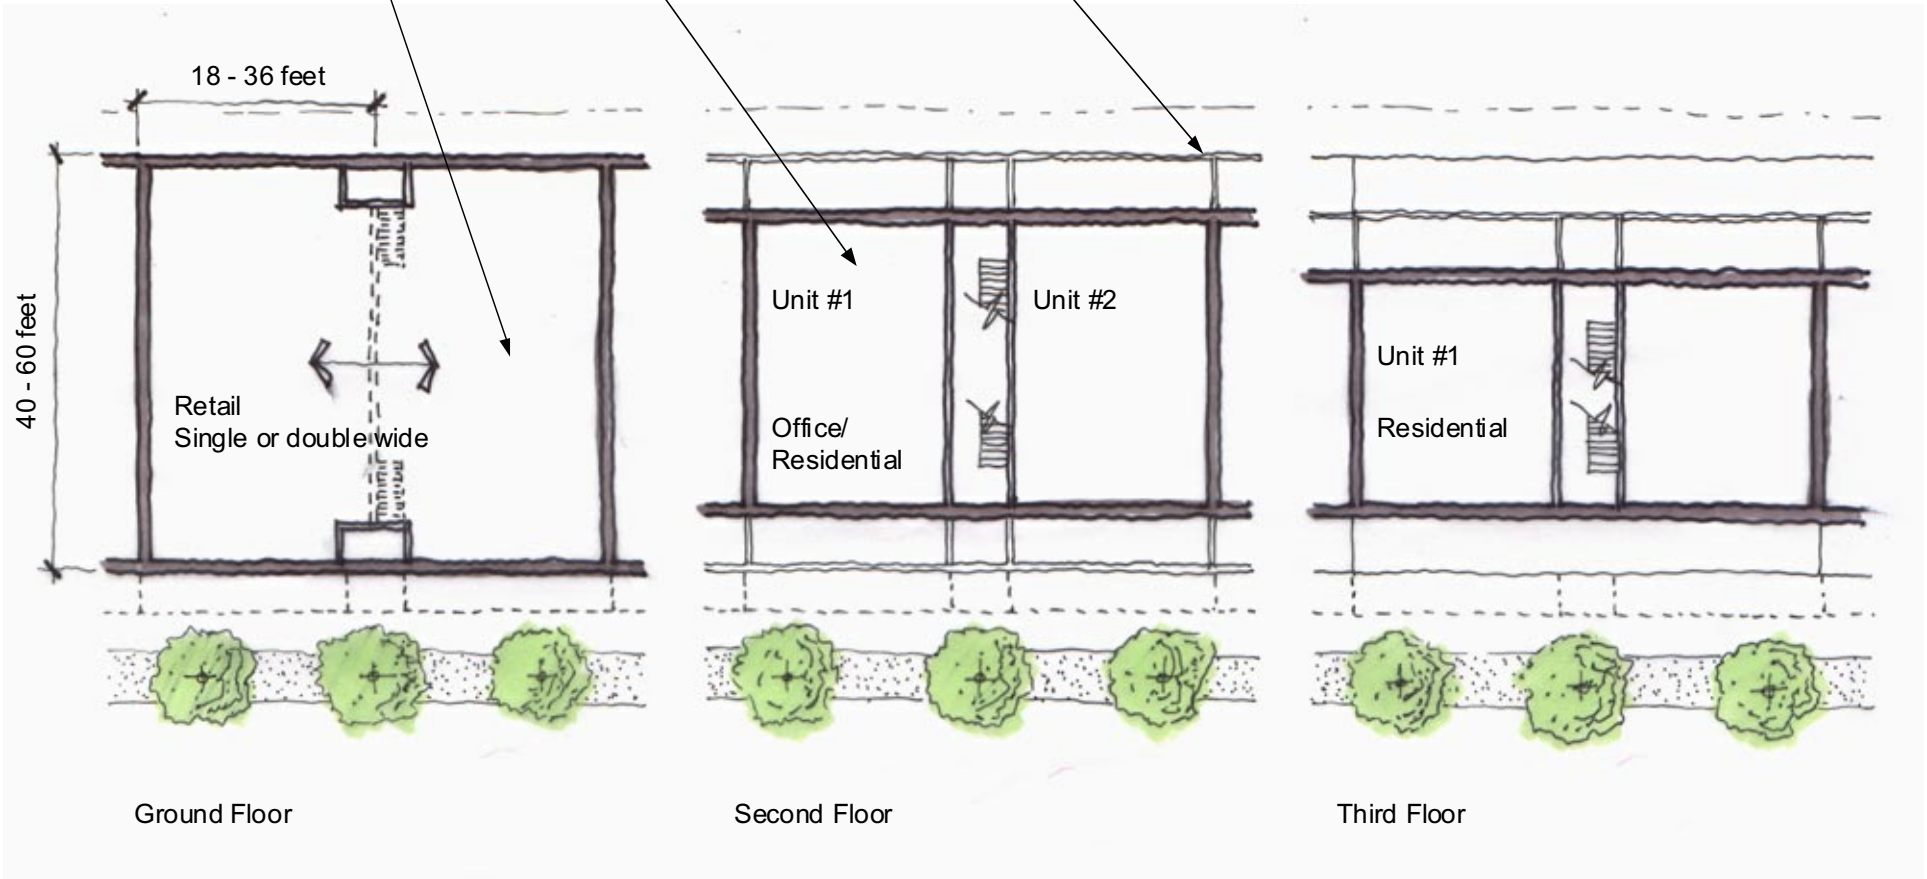 18 - 36 feet
40 - 60 feet
Retail
Single or double wide
Unit #1
Unit #2
Office/
Residential
Unit #1
Residential
Ground Floor
Second Floor
Third Floor